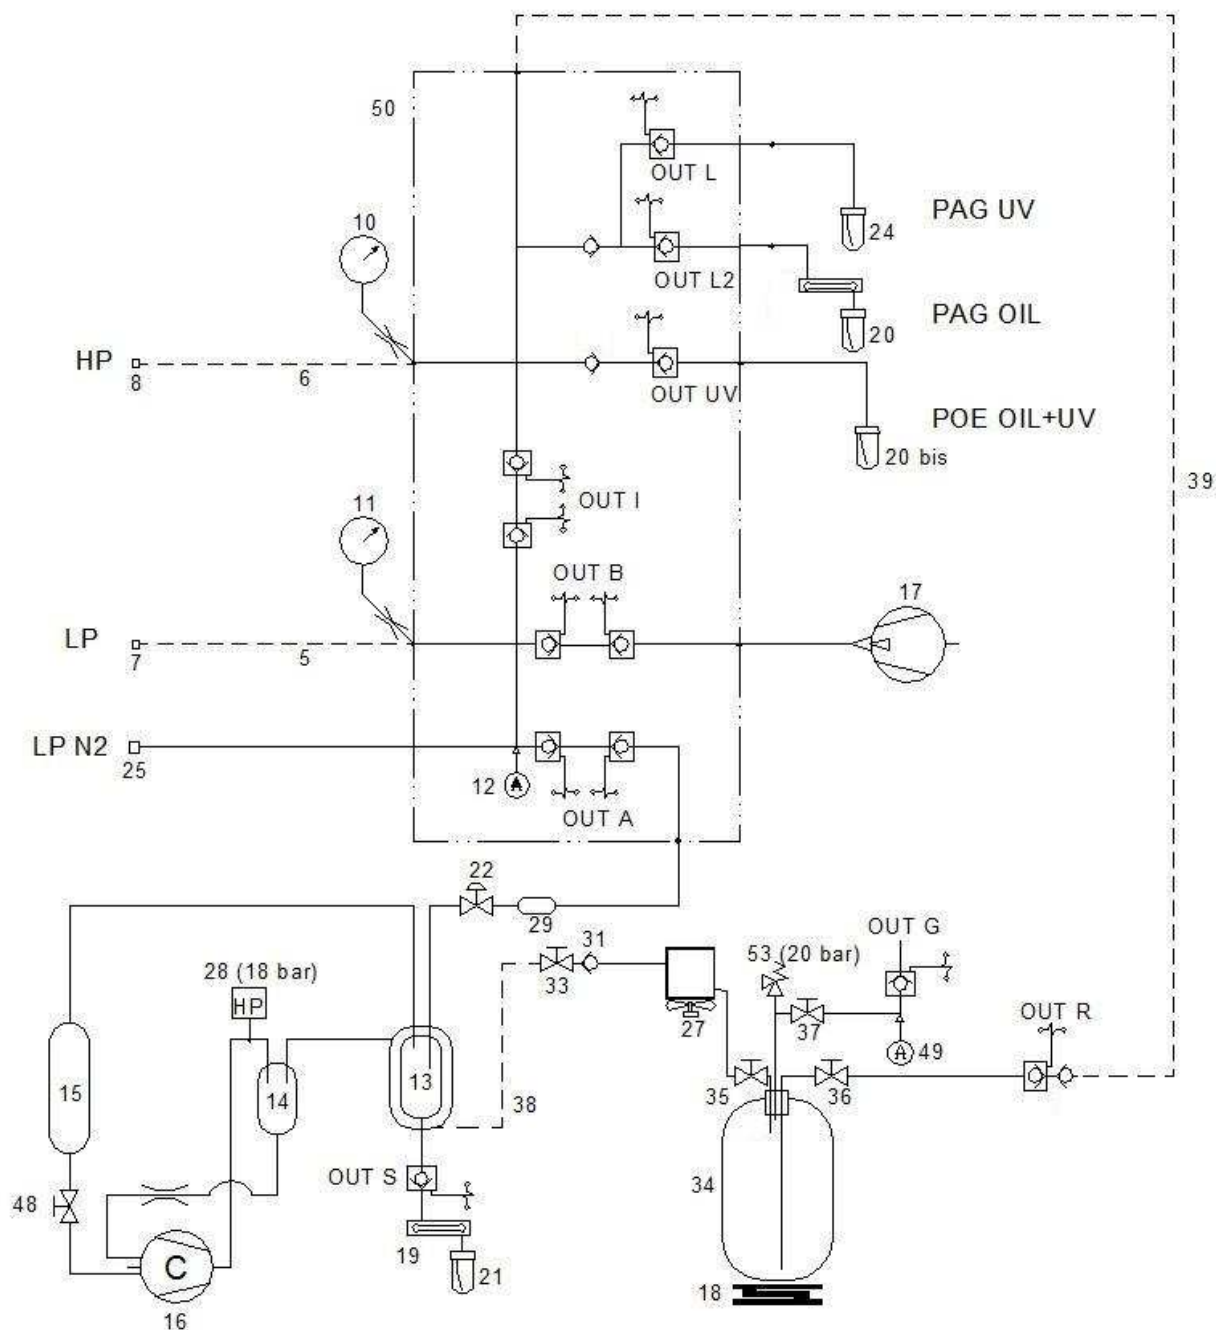 50
OUT L
PAG UV
24
10
OUT L2
PAG OIL
20
HP
8
6
OUT UV
POE OIL+UV
20 bis
39
11
OUT I
OUT B
17
LP
7
5
LP N2
25
12
A
OUT A
22
29
31
OUT G
53 (20 bar)
28 (18 bar)
HP
33
27
37
A
49
OUT R
15
14
13
38
35
36
OUT S
34
48
C
19
21
18
16